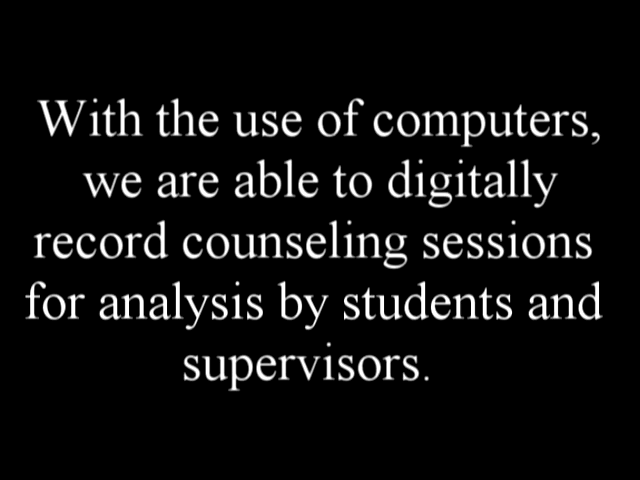 With the use of computers,
we are able to digitally
record counseling sessions
for analysis by students and
supervisors.